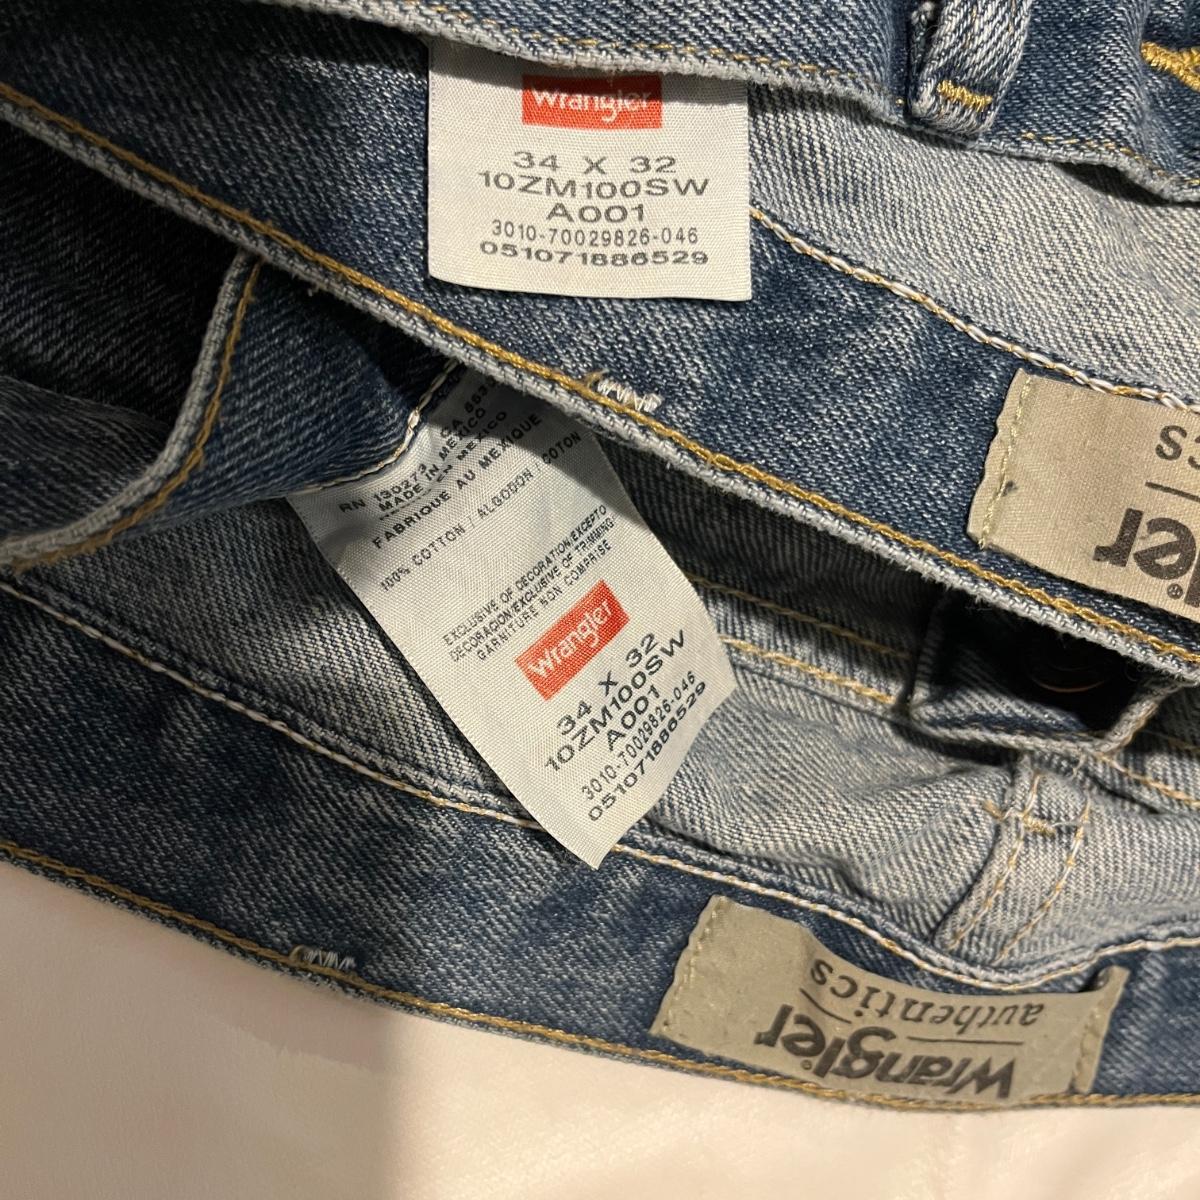 Wrangler
34 X 32
10ZM100SW
A001
3010-70029826-046
051071886529
RN 130273
MADE IN MEXICO
FABRIQUE AU MEXIQUE
100% COTTON / ALGODON / COTON
EXCLUSIVE OF DECORATION/EXCEPTO
DECORACION/EXCLUSIVE OF TRIMMING/
GARNITURE NON COMPRISE
Wrangler
34 X 32
10ZM100SW
A001
3010-70029826-046
051071886529
Wrangler
authentics